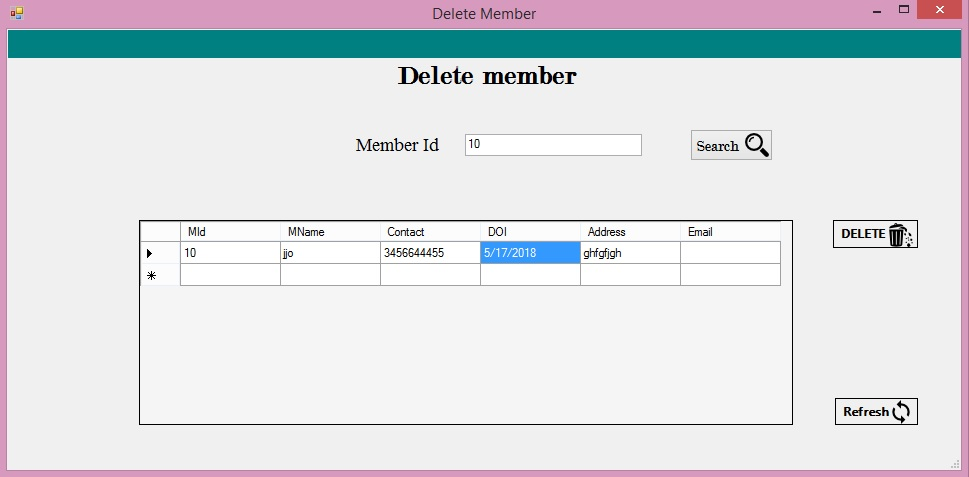 Delete Member
Delete member
Member Id 10 Search
MId MName Contact DOI Address Email
10 jjo 3456644455 5/17/2018 ghfgfjgh
DELETE
Refresh